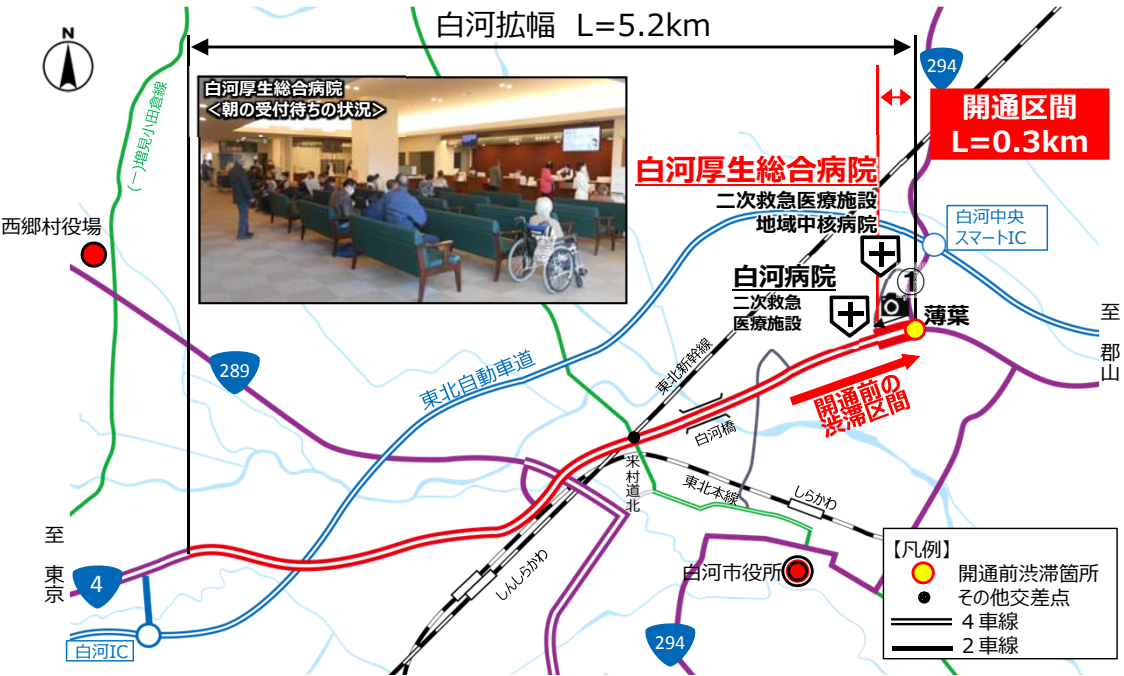 白河拡幅 L=5.2km
N
294
開通区間
L=0.3km
白河厚生総合病院
＜朝の受付待ちの状況＞
(一)増見小田倉線
白河厚生総合病院
二次救急医療施設
地域中核病院
西郷村役場
白河中央
スマートIC
白河病院
二次救急
医療施設
1
薄葉
至
郡山
289
東北自動車道
東北新幹線
開通前の
渋滞区間
白河橋
米村道北
東北本線
しらかわ
至
東京
4
しんしらかわ
白河市役所
白河IC
294
【凡例】
開通前渋滞箇所
その他交差点
４車線
２車線